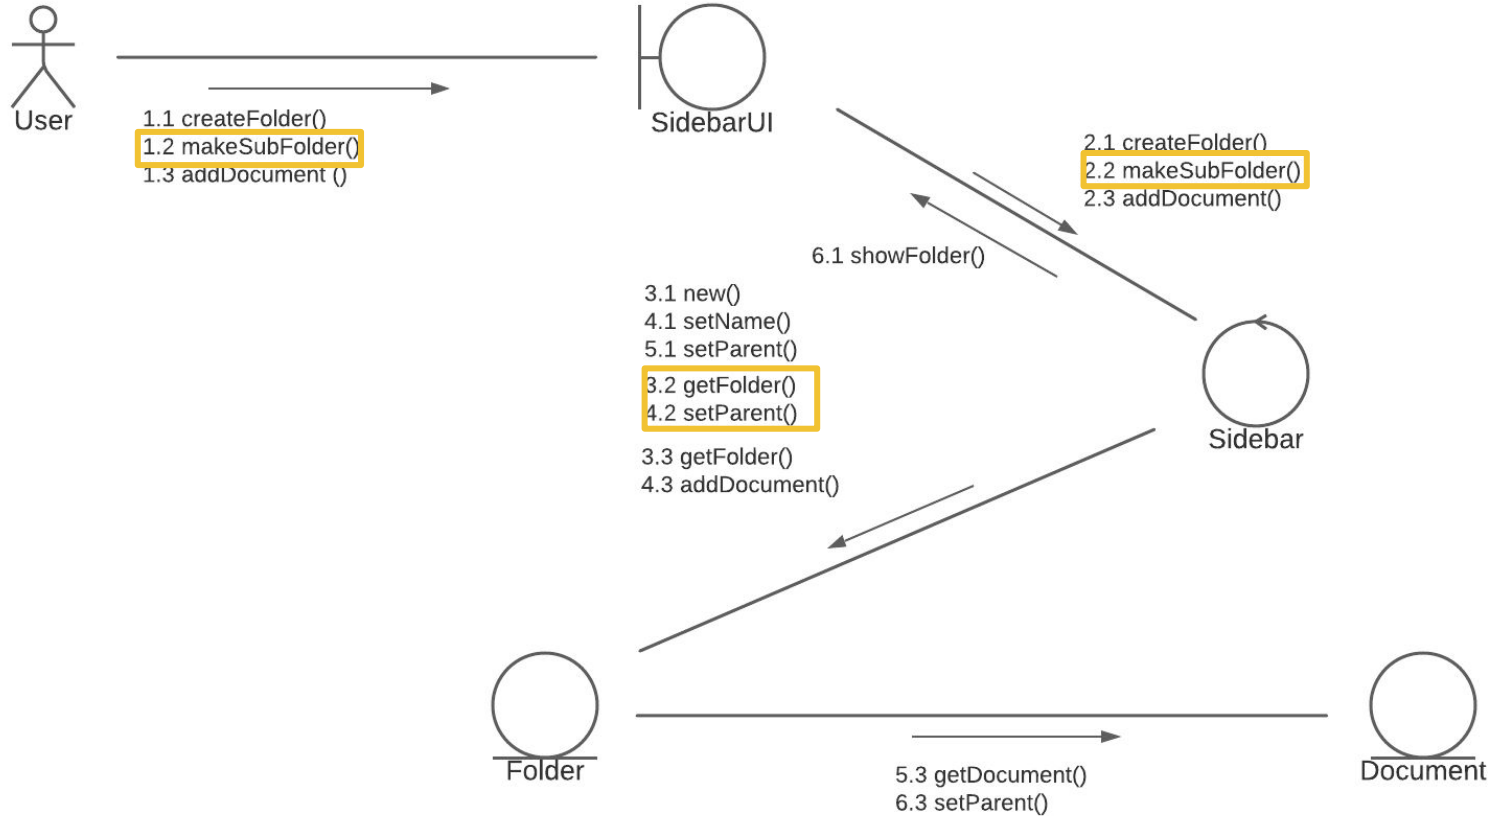 User
1.1 createFolder()
1.2 makeSubFolder()
1.3 addDocument ()
SidebarUI
2.1 createFolder()
2.2 makeSubFolder()
2.3 addDocument()
6.1 showFolder()
3.1 new()
4.1 setName()
5.1 setParent()
3.2 getFolder()
4.2 setParent()
3.3 getFolder()
4.3 addDocument()
Sidebar
Folder
5.3 getDocument()
6.3 setParent()
Document